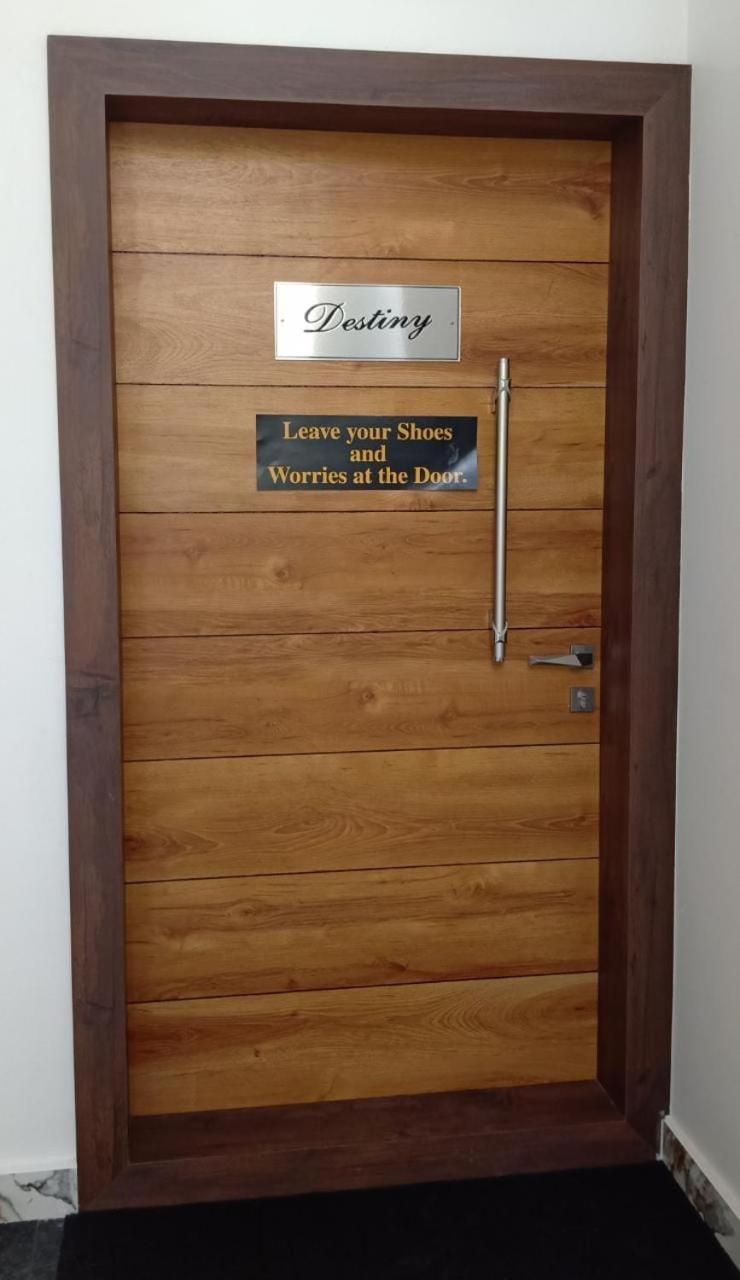 Destiny
Leave your Shoes
and
Worries at the Door.